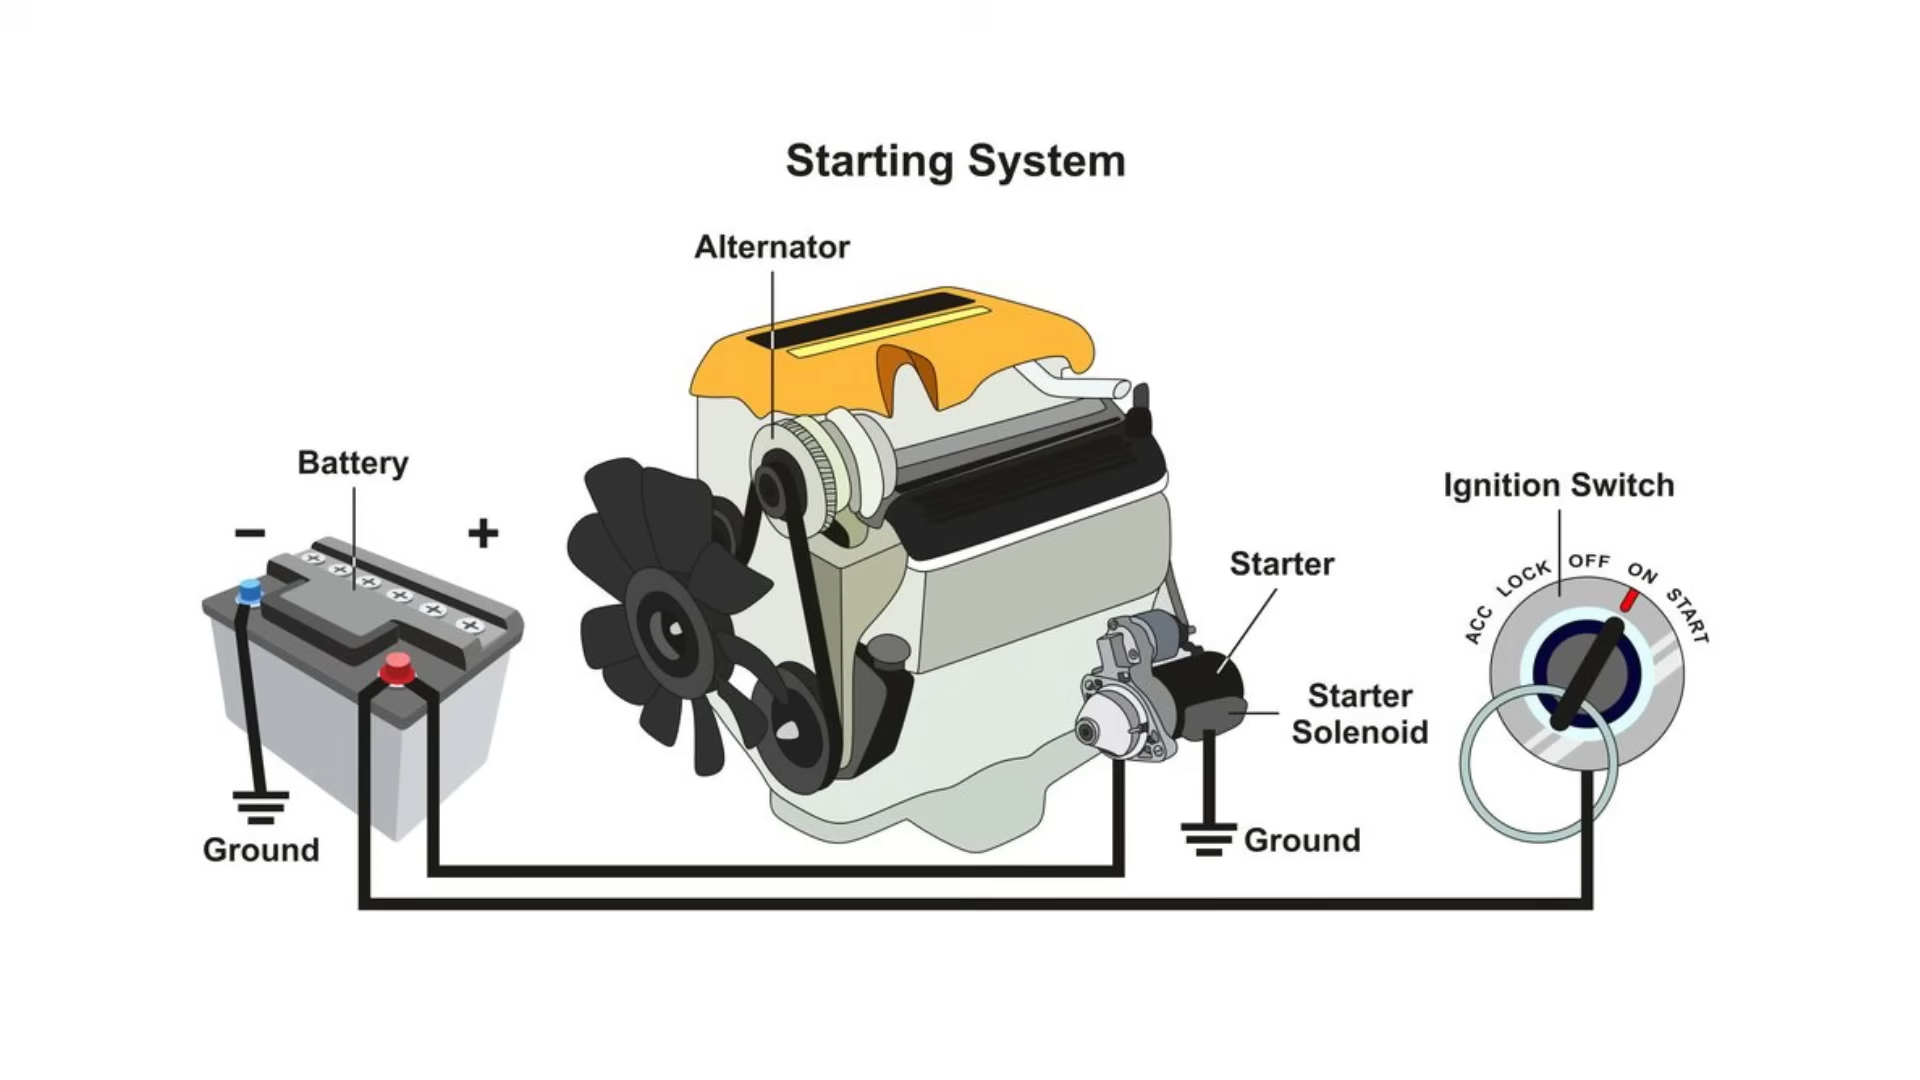 Starting System
Alternator
Battery
−
+
Ignition Switch
ACC LOCK OFF ON START
Starter
Starter
Solenoid
Ground
Ground